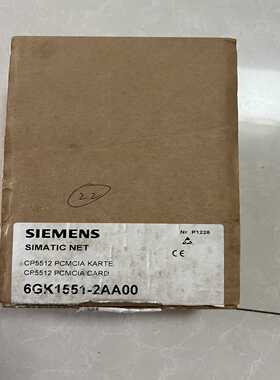 22
SIEMENS
Nr P1228
SIMATIC NET
CP5512 PCMCIA KARTE
CP5512 PCMCIA CARD
CE
6GK1551-2AA00